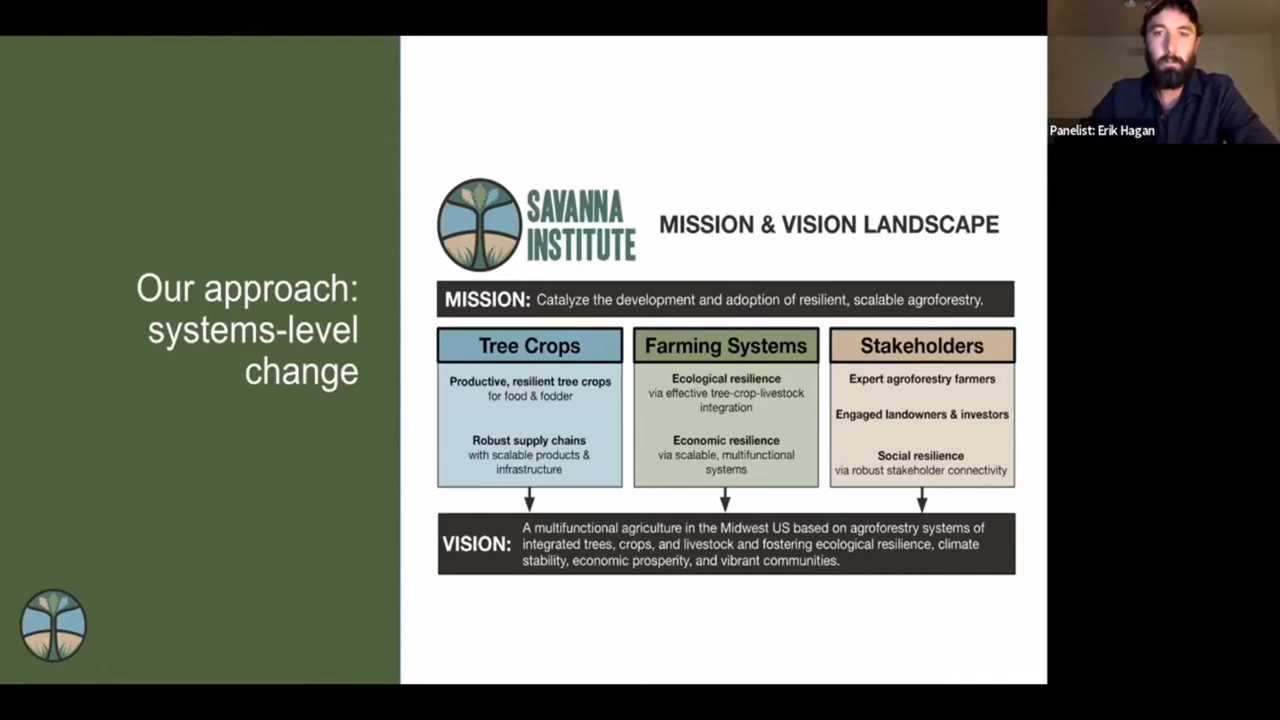 Our approach:
systems-level
change
SAVANNA
INSTITUTE
MISSION & VISION LANDSCAPE
MISSION: Catalyze the development and adoption of resilient, scalable agroforestry.
Tree Crops
Productive, resilient tree crops
for food & fodder
Robust supply chains
with scalable products &
infrastructure
Farming Systems
Ecological resilience
via effective tree-crop-livestock
integration
Economic resilience
via scalable, multifunctional
systems
Stakeholders
Expert agroforestry farmers
Engaged landowners & investors
Social resilience
via robust stakeholder connectivity
VISION:
A multifunctional agriculture in the Midwest US based on agroforestry systems of
integrated trees, crops, and livestock and fostering ecological resilience, climate
stability, economic prosperity, and vibrant communities.
Panelist: Erik Hagan